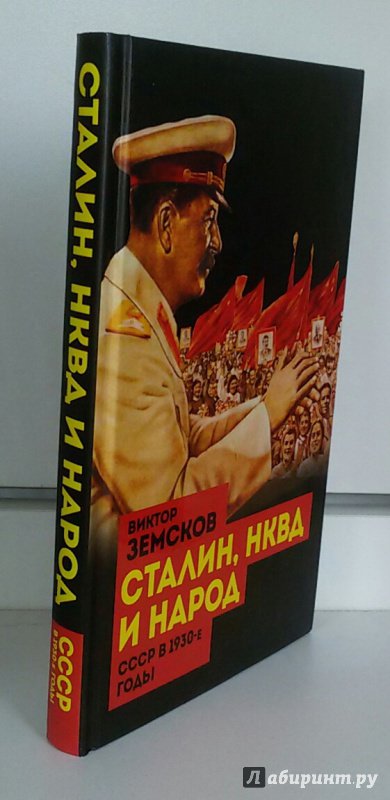 СТАЛИН, НКВД И НАРОД
СССР
В 1930-Е ГОДЫ
ВИКТОР
ЗЕМСКОВ
СТАЛИН, НКВД
И НАРОД
СССР В 1930-Е
ГОДЫ
Лабиринт.ру